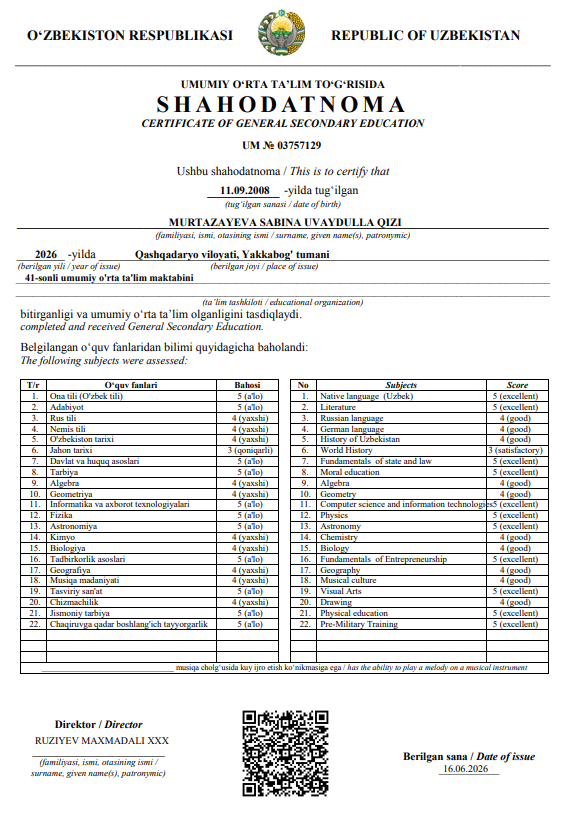 O‘ZBEKISTON RESPUBLIKASI REPUBLIC OF UZBEKISTAN
UMUMIY O‘RTA TA’LIM TO‘G‘RISIDA
SHAHODATNOMA
CERTIFICATE OF GENERAL SECONDARY EDUCATION
UM № 03757129
Ushbu shahodatnoma / This is to certify that
11.09.2008 -yilda tug‘ilgan
(tug‘ilgan sanasi / date of birth)
MURTAZAYEVA SABINA UVAYDULLA QIZI
(familiyasi, ismi, otasining ismi / surname, given name(s), patronymic)
2026 -yilda Qashqadaryo viloyati, Yakkabog' tumani
(berilgan yili / year of issue) (berilgan joyi / place of issue)
41-sonli umumiy o'rta ta'lim maktabini
(ta’lim tashkiloti / educational organization)
bitirganligi va umumiy o‘rta ta’lim olganligini tasdiqlaydi.
completed and received General Secondary Education.
Belgilangan o‘quv fanlaridan bilimi quyidagicha baholandi:
The following subjects were assessed:
T/r O‘quv fanlari Bahosi No Subjects Score
1. Ona tili (O'zbek tili) 5 (a'lo) 1. Native language (Uzbek) 5 (excellent)
2. Adabiyot 5 (a'lo) 2. Literature 5 (excellent)
3. Rus tili 4 (yaxshi) 3. Russian language 4 (good)
4. Nemis tili 4 (yaxshi) 4. German language 4 (good)
5. O'zbekiston tarixi 4 (yaxshi) 5. History of Uzbekistan 4 (good)
6. Jahon tarixi 3 (qoniqarli) 6. World History 3 (satisfactory)
7. Davlat va huquq asoslari 5 (a'lo) 7. Fundamentals of state and law 5 (excellent)
8. Tarbiya 5 (a'lo) 8. Moral education 5 (excellent)
9. Algebra 4 (yaxshi) 9. Algebra 4 (good)
10. Geometriya 4 (yaxshi) 10. Geometry 4 (good)
11. Informatika va axborot texnologiyalari 5 (a'lo) 11. Computer science and information technologies 5 (excellent)
12. Fizika 5 (a'lo) 12. Physics 5 (excellent)
13. Astronomiya 5 (a'lo) 13. Astronomy 5 (excellent)
14. Kimyo 4 (yaxshi) 14. Chemistry 4 (good)
15. Biologiya 4 (yaxshi) 15. Biology 4 (good)
16. Tadbirkorlik asoslari 5 (a'lo) 16. Fundamentals of Entrepreneurship 5 (excellent)
17. Geografiya 4 (yaxshi) 17. Geography 4 (good)
18. Musiqa madaniyati 4 (yaxshi) 18. Musical culture 4 (good)
19. Tasviriy san'at 5 (a'lo) 19. Visual Arts 5 (excellent)
20. Chizmachilik 4 (yaxshi) 20. Drawing 4 (good)
21. Jismoniy tarbiya 5 (a'lo) 21. Physical education 5 (excellent)
22. Chaqiruvga qadar boshlang'ich tayyorgarlik 5 (a'lo) 22. Pre-Military Training 5 (excellent)
musiqa cholg‘usida kuy ijro etish ko‘nikmasiga ega / has the ability to play a melody on a musical instrument
Direktor / Director
RUZIYEV MAXMADALI XXX
(familiyasi, ismi, otasining ismi /
surname, given name(s), patronymic)
Berilgan sana / Date of issue
16.06.2026